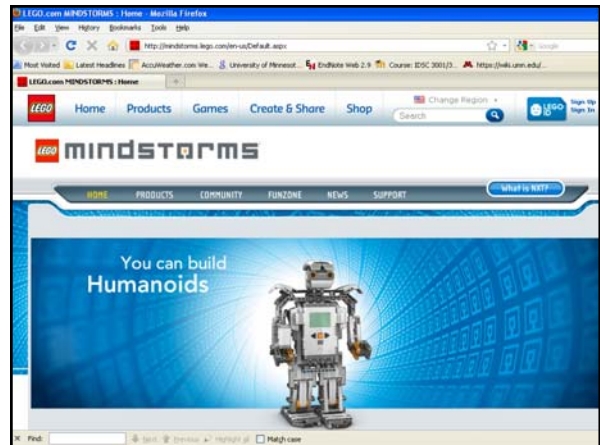 LEGO.com MINDSTORMS : Home - Mozilla Firefox
File Edit View History Bookmarks Tools Help
http://mindstorms.lego.com/en-us/Default.aspx
Most Visited Latest Headlines AccuWeather.com We... University of Minnesot... EndNote Web 2.9 Course: IDSC 3001/3... https://wiki.umn.edu/...
LEGO.com MINDSTORMS : Home
LEGO Home Products Games Create & Share Shop Change Region Search LEGO ID Sign Up Sign In
LEGO mindstorms
HOME PRODUCTS COMMUNITY FUNZONE NEWS SUPPORT What is NXT?
You can build
Humanoids
Find: Next Previous Highlight all Match case